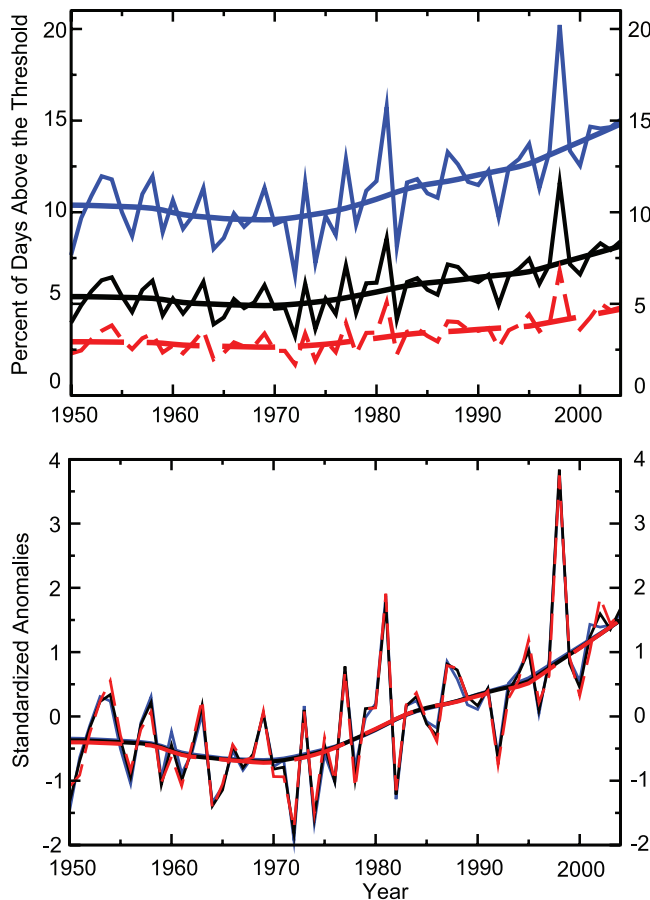 Percent of Days Above the Threshold
20 20
15 15
10 10
5 5
0 0
1950 1960 1970 1980 1990 2000
Standardized Anomalies
4 4
3 3
2 2
1 1
0 0
-1 -1
-2 -2
1950 1960 1970 1980 1990 2000
Year